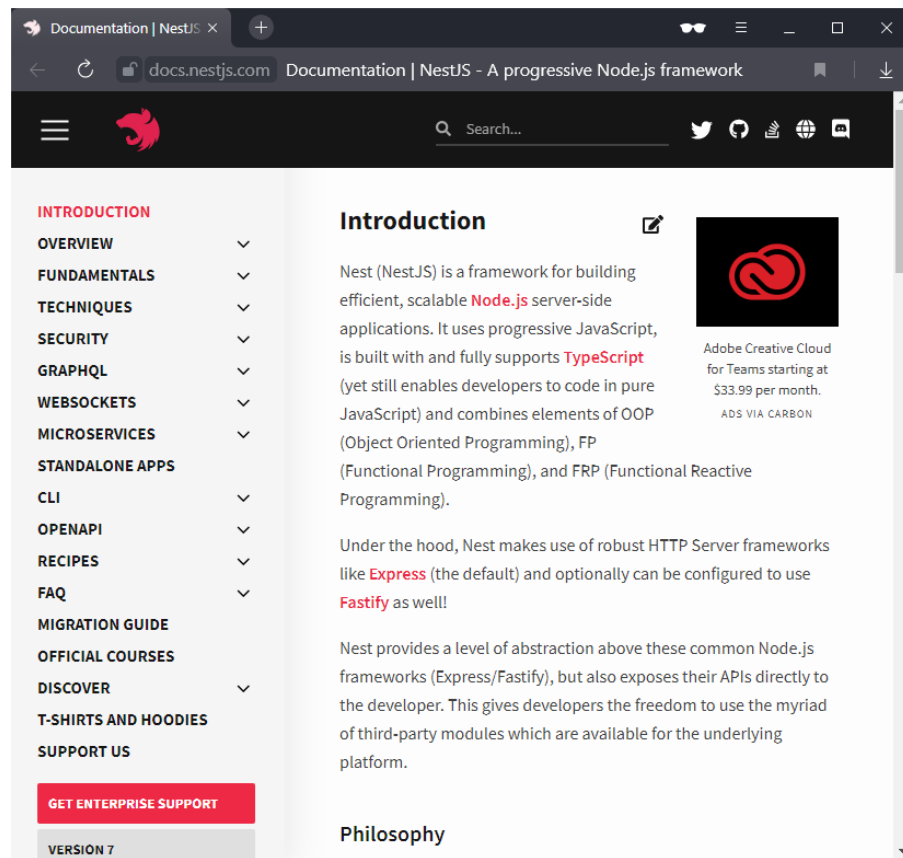 Documentation | NestJS
docs.nestjs.com Documentation | NestJS - A progressive Node.js framework
Search...
INTRODUCTION
OVERVIEW
FUNDAMENTALS
TECHNIQUES
SECURITY
GRAPHQL
WEBSOCKETS
MICROSERVICES
STANDALONE APPS
CLI
OPENAPI
RECIPES
FAQ
MIGRATION GUIDE
OFFICIAL COURSES
DISCOVER
T-SHIRTS AND HOODIES
SUPPORT US
GET ENTERPRISE SUPPORT
VERSION 7
Introduction
Nest (NestJS) is a framework for building
efficient, scalable Node.js server-side
applications. It uses progressive JavaScript,
is built with and fully supports TypeScript
(yet still enables developers to code in pure
JavaScript) and combines elements of OOP
(Object Oriented Programming), FP
(Functional Programming), and FRP (Functional Reactive
Programming).
Adobe Creative Cloud
for Teams starting at
$33.99 per month.
ADS VIA CARBON
Under the hood, Nest makes use of robust HTTP Server frameworks
like Express (the default) and optionally can be configured to use
Fastify as well!
Nest provides a level of abstraction above these common Node.js
frameworks (Express/Fastify), but also exposes their APIs directly to
the developer. This gives developers the freedom to use the myriad
of third-party modules which are available for the underlying
platform.
Philosophy